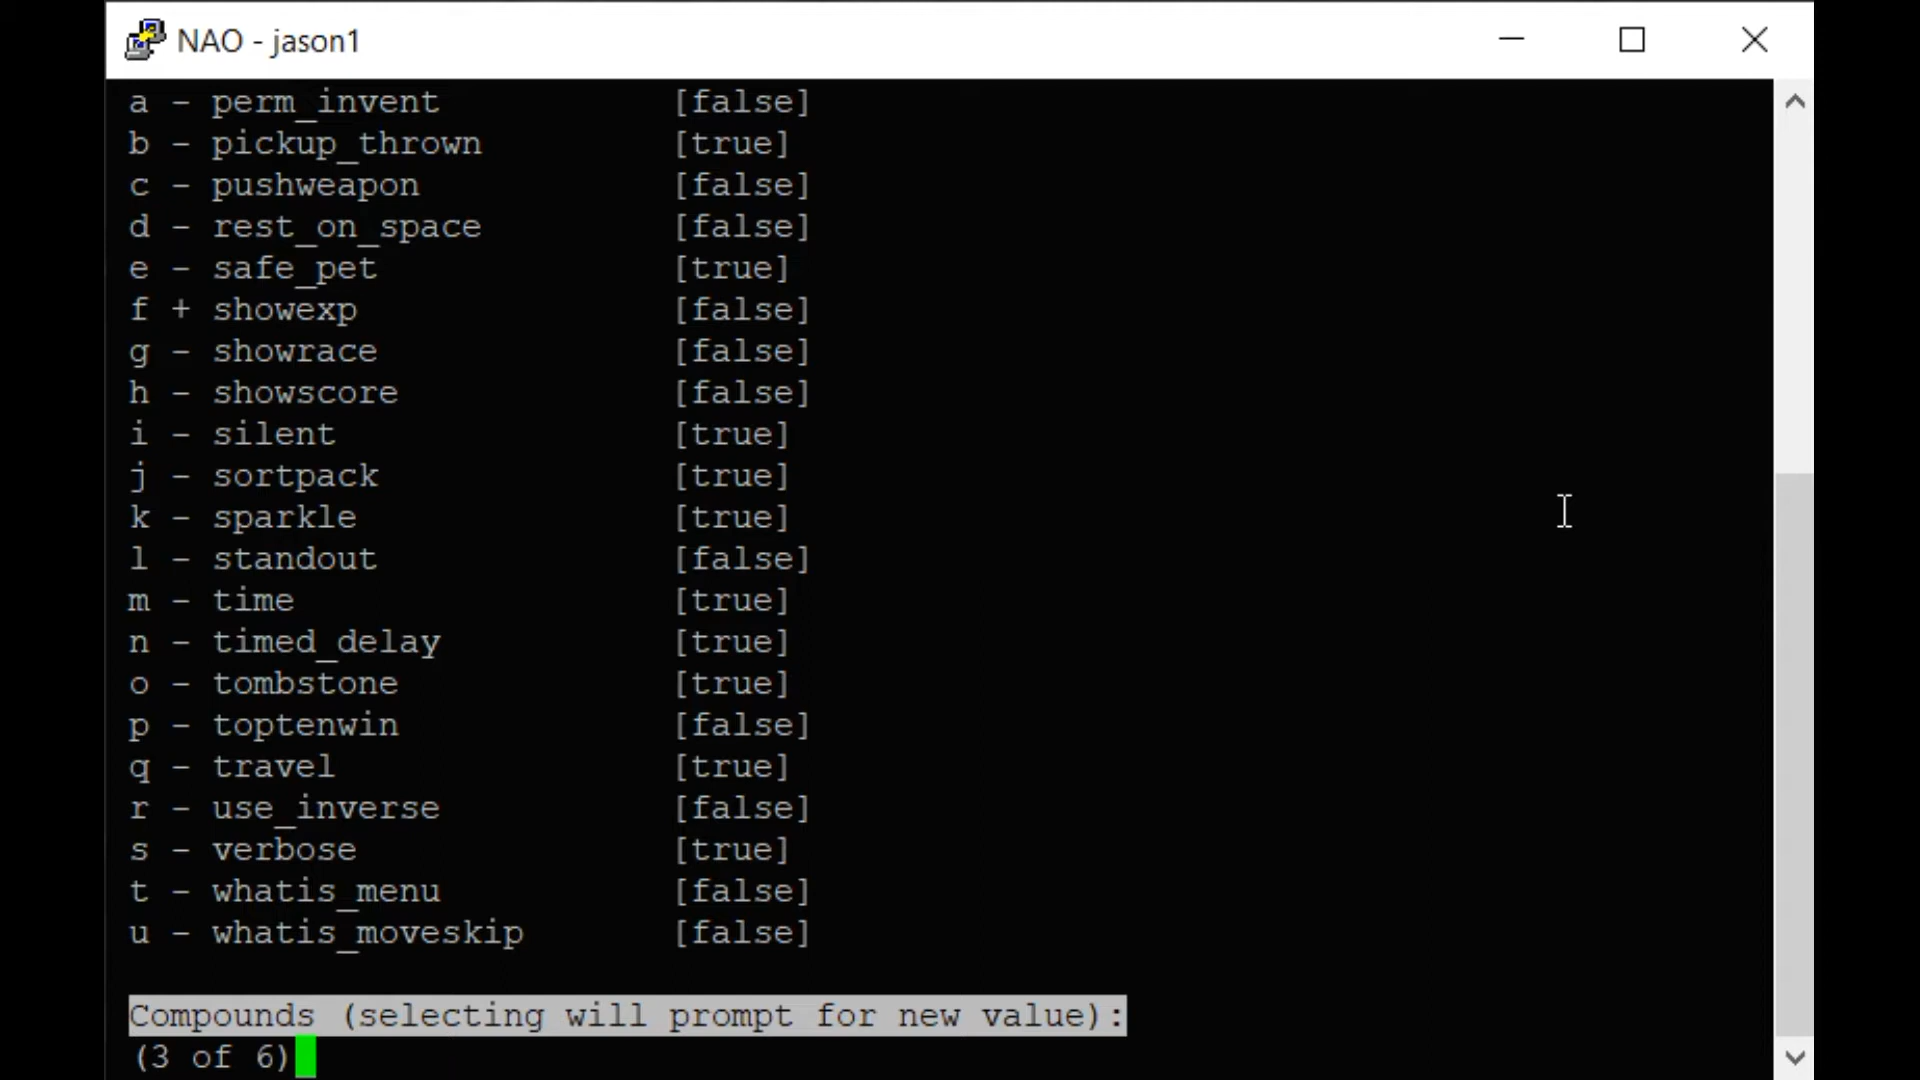 NAO - jason1
a - perm_invent [false]
b - pickup_thrown [true]
c - pushweapon [false]
d - rest_on_space [false]
e - safe_pet [true]
f + showexp [false]
g - showrace [false]
h - showscore [false]
i - silent [true]
j - sortpack [true]
k - sparkle [true]
l - standout [false]
m - time [true]
n - timed_delay [true]
o - tombstone [true]
p - toptenwin [false]
q - travel [true]
r - use_inverse [false]
s - verbose [true]
t - whatis_menu [false]
u - whatis_moveskip [false]
Compounds (selecting will prompt for new value):
(3 of 6)